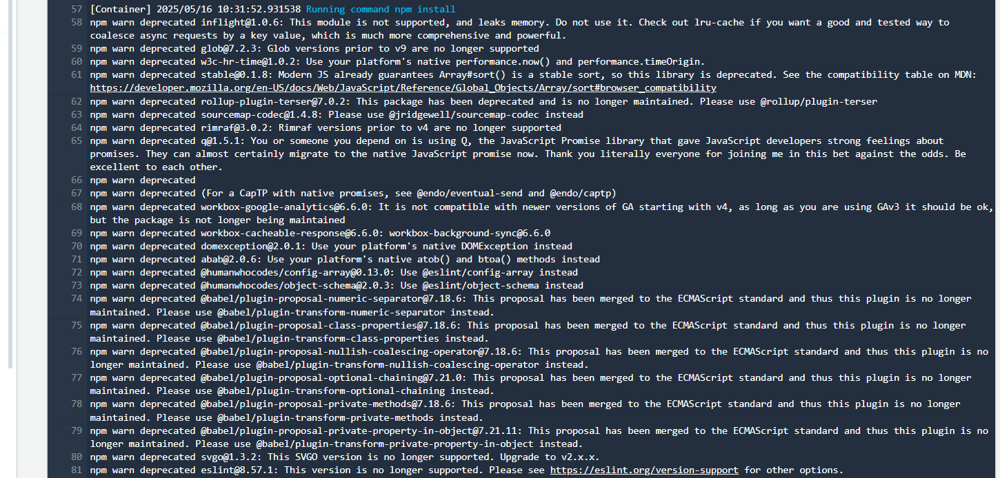 57 [Container] 2025/05/16 10:31:52.931538 Running command npm install
58 npm warn deprecated inflight@1.0.6: This module is not supported, and leaks memory. Do not use it. Check out lru-cache if you want a good and tested way to
coalesce async requests by a key value, which is much more comprehensive and powerful.
59 npm warn deprecated glob@7.2.3: Glob versions prior to v9 are no longer supported
60 npm warn deprecated w3c-hr-time@1.0.2: Use your platform's native performance.now() and performance.timeOrigin.
61 npm warn deprecated stable@0.1.8: Modern JS already guarantees Array#sort() is a stable sort, so this library is deprecated. See the compatibility table on MDN:
https://developer.mozilla.org/en-US/docs/Web/JavaScript/Reference/Global_Objects/Array/sort#browser_compatibility
62 npm warn deprecated rollup-plugin-terser@7.0.2: This package has been deprecated and is no longer maintained. Please use @rollup/plugin-terser
63 npm warn deprecated sourcemap-codec@1.4.8: Please use @jridgewell/sourcemap-codec instead
64 npm warn deprecated rimraf@3.0.2: Rimraf versions prior to v4 are no longer supported
65 npm warn deprecated q@1.5.1: You or someone you depend on is using Q, the JavaScript Promise library that gave JavaScript developers strong feelings about
promises. They can almost certainly migrate to the native JavaScript promise now. Thank you literally everyone for joining me in this bet against the odds. Be
excellent to each other.
66 npm warn deprecated
67 npm warn deprecated (For a CapTP with native promises, see @endo/eventual-send and @endo/captp)
68 npm warn deprecated workbox-google-analytics@6.6.0: It is not compatible with newer versions of GA starting with v4, as long as you are using GAv3 it should be ok,
but the package is not longer being maintained
69 npm warn deprecated workbox-cacheable-response@6.6.0: workbox-background-sync@6.6.0
70 npm warn deprecated domexception@2.0.1: Use your platform's native DOMException instead
71 npm warn deprecated abab@2.0.6: Use your platform's native atob() and btoa() methods instead
72 npm warn deprecated @humanwhocodes/config-array@0.13.0: Use @eslint/config-array instead
73 npm warn deprecated @humanwhocodes/object-schema@2.0.3: Use @eslint/object-schema instead
74 npm warn deprecated @babel/plugin-proposal-numeric-separator@7.18.6: This proposal has been merged to the ECMAScript standard and thus this plugin is no longer
maintained. Please use @babel/plugin-transform-numeric-separator instead.
75 npm warn deprecated @babel/plugin-proposal-class-properties@7.18.6: This proposal has been merged to the ECMAScript standard and thus this plugin is no longer
maintained. Please use @babel/plugin-transform-class-properties instead.
76 npm warn deprecated @babel/plugin-proposal-nullish-coalescing-operator@7.18.6: This proposal has been merged to the ECMAScript standard and thus this plugin is no
longer maintained. Please use @babel/plugin-transform-nullish-coalescing-operator instead.
77 npm warn deprecated @babel/plugin-proposal-optional-chaining@7.21.0: This proposal has been merged to the ECMAScript standard and thus this plugin is no longer
maintained. Please use @babel/plugin-transform-optional-chaining instead.
78 npm warn deprecated @babel/plugin-proposal-private-methods@7.18.6: This proposal has been merged to the ECMAScript standard and thus this plugin is no longer
maintained. Please use @babel/plugin-transform-private-methods instead.
79 npm warn deprecated @babel/plugin-proposal-private-property-in-object@7.21.11: This proposal has been merged to the ECMAScript standard and thus this plugin is no
longer maintained. Please use @babel/plugin-transform-private-property-in-object instead.
80 npm warn deprecated svgo@1.3.2: This SVGO version is no longer supported. Upgrade to v2.x.x.
81 npm warn deprecated eslint@8.57.1: This version is no longer supported. Please see https://eslint.org/version-support for other options.